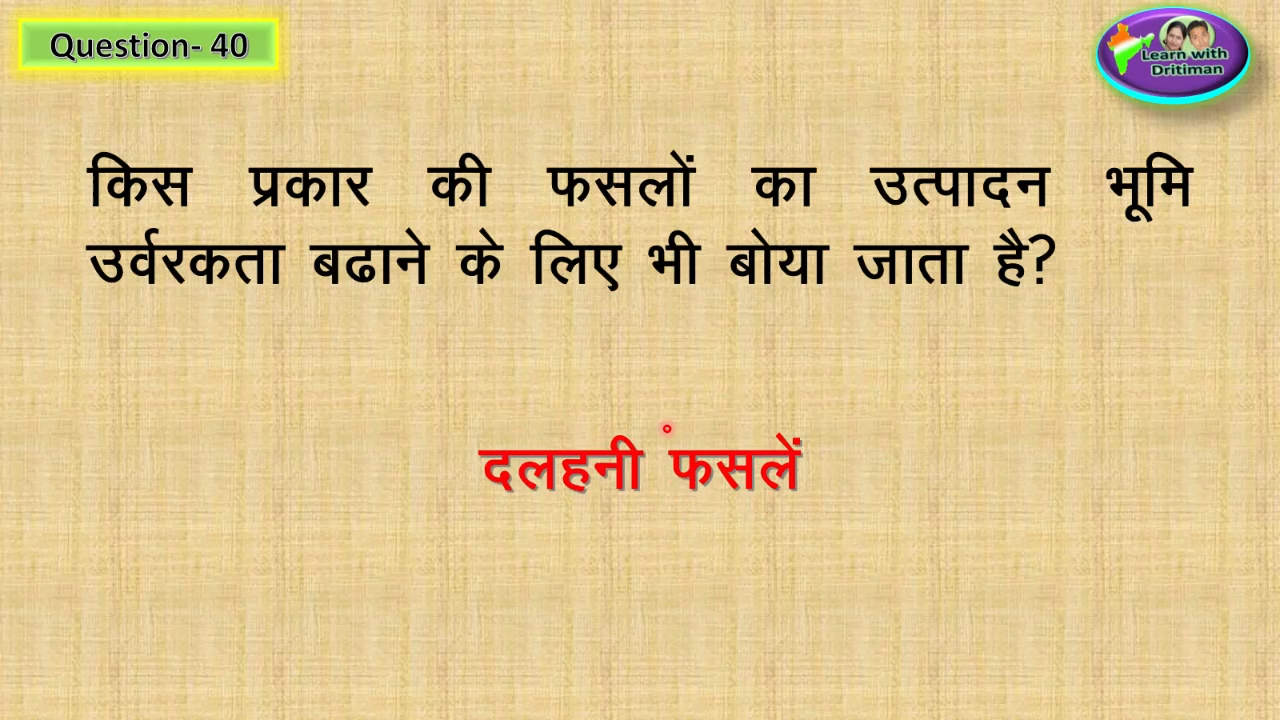 Question- 40
Learn with
Dritiman
किस प्रकार की फसलों का उत्पादन भूमि
उर्वरकता बढाने के लिए भी बोया जाता है?
दलहनी फसलें